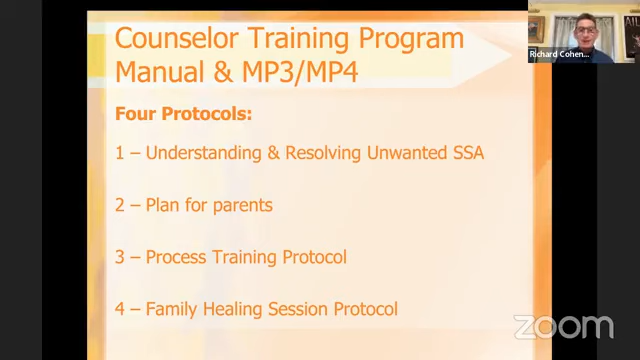 Counselor Training Program
Manual & MP3/MP4
Four Protocols:
1 – Understanding & Resolving Unwanted SSA
2 – Plan for parents
3 – Process Training Protocol
4 – Family Healing Session Protocol
Richard Cohen...
zoom